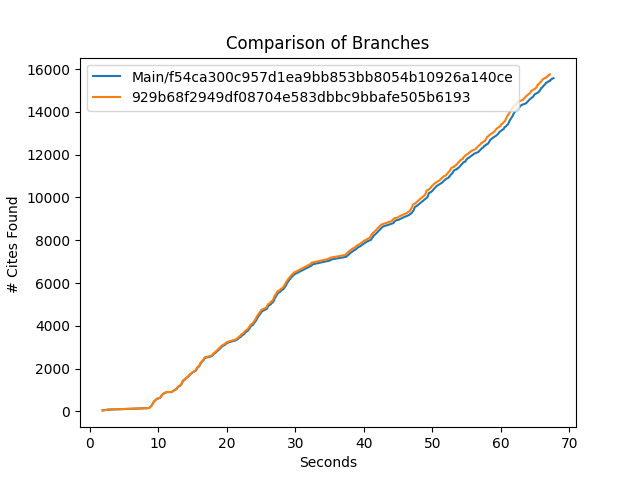 Comparison of Branches
Main/f54ca300c957d1ea9bb853bb8054b10926a140ce
929b68f2949df08704e583dbbc9bbafe505b6193
16000
14000
12000
10000
8000
6000
4000
2000
0
# Cites Found
0 10 20 30 40 50 60 70
Seconds